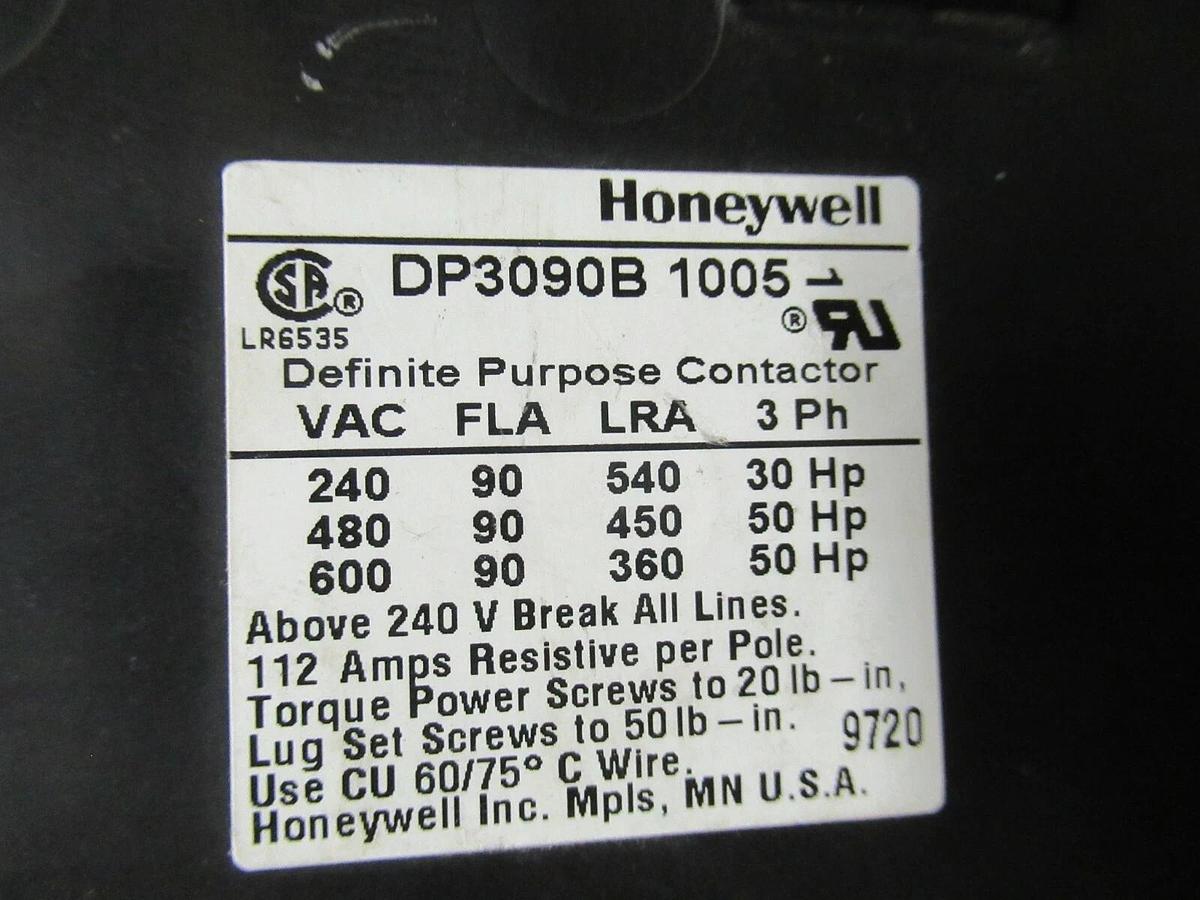 Honeywell
SA ® DP3090B 1005-1
LR6535 ® RU
Definite Purpose Contactor
VAC FLA LRA 3 Ph
240 90 540 30 Hp
480 90 450 50 Hp
600 90 360 50 Hp
Above 240 V Break All Lines.
112 Amps Resistive per Pole.
Torque Power Screws to 20 lb – in,
Lug Set Screws to 50 lb – in. 9720
Use CU 60/75° C Wire.
Honeywell Inc. Mpls, MN U.S.A.